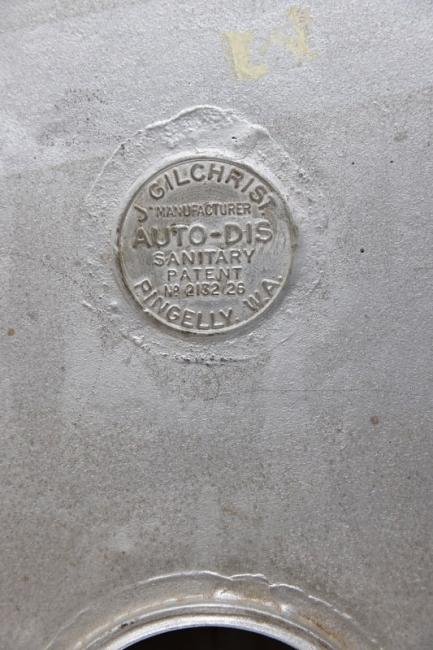 J. GILCHRIST.
MANUFACTURER
AUTO-DIS
SANITARY
PATENT
No 2132/26
PINGELLY. W.A.